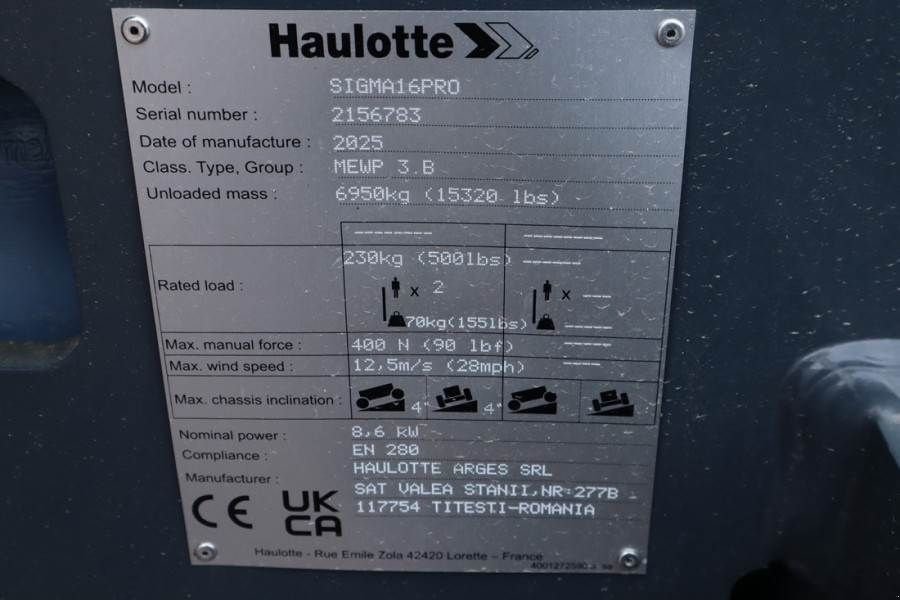 Haulotte
Model : SIGMA16PRO
Serial number : 2156783
Date of manufacture : 2025
Class. Type, Group : MEWP 3.B
Unloaded mass : 6950kg (15320 lbs)
-------- --------
230kg (500lbs) ------
Rated load : x 2 x ---
70kg(155lbs) -----
Max. manual force : 400 N (90 lbf) -----
Max. wind speed : 12,5m/s (28mph) ----
Max. chassis inclination : 4° 4°
Nominal power : 8,6 kW
Compliance : EN 280
Manufacturer : HAULOTTE ARGES SRL
SAT VALEA STANII,NR:277B
117754 TITESTI-ROMANIA
CE UK
CA
Haulotte - Rue Emile Zola 42420 Lorette – France